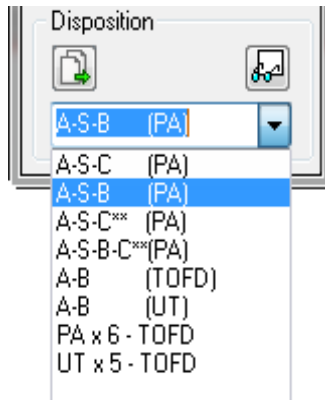 Disposition
A-S-B (PA)
A-S-C (PA)
A-S-B (PA)
A-S-C** (PA)
A-S-B-C**(PA)
A-B (TOFD)
A-B (UT)
PA x 6 - TOFD
UT x 5 - TOFD